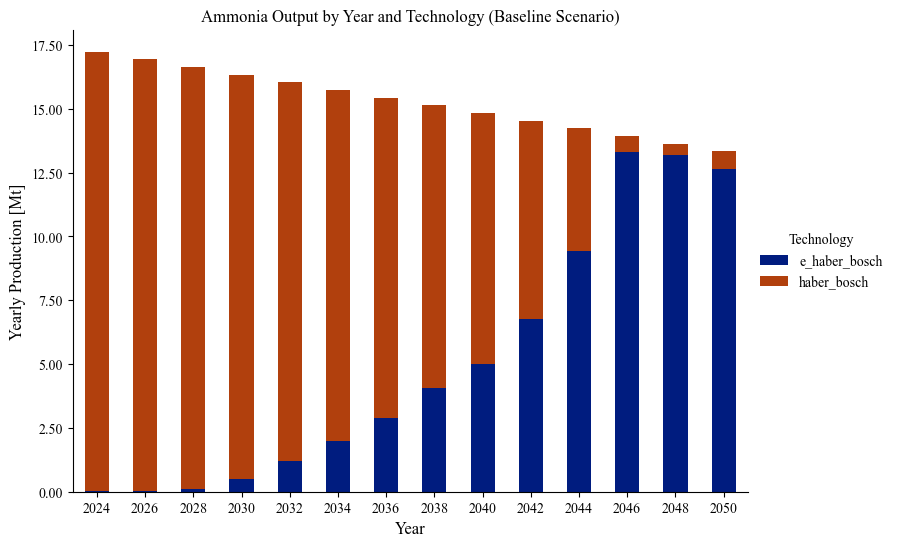 Ammonia Output by Year and Technology (Baseline Scenario)
Yearly Production [Mt]
17.50
15.00
12.50
10.00
7.50
5.00
2.50
0.00
2024 2026 2028 2030 2032 2034 2036 2038 2040 2042 2044 2046 2048 2050
Year
Technology
e_haber_bosch
haber_bosch